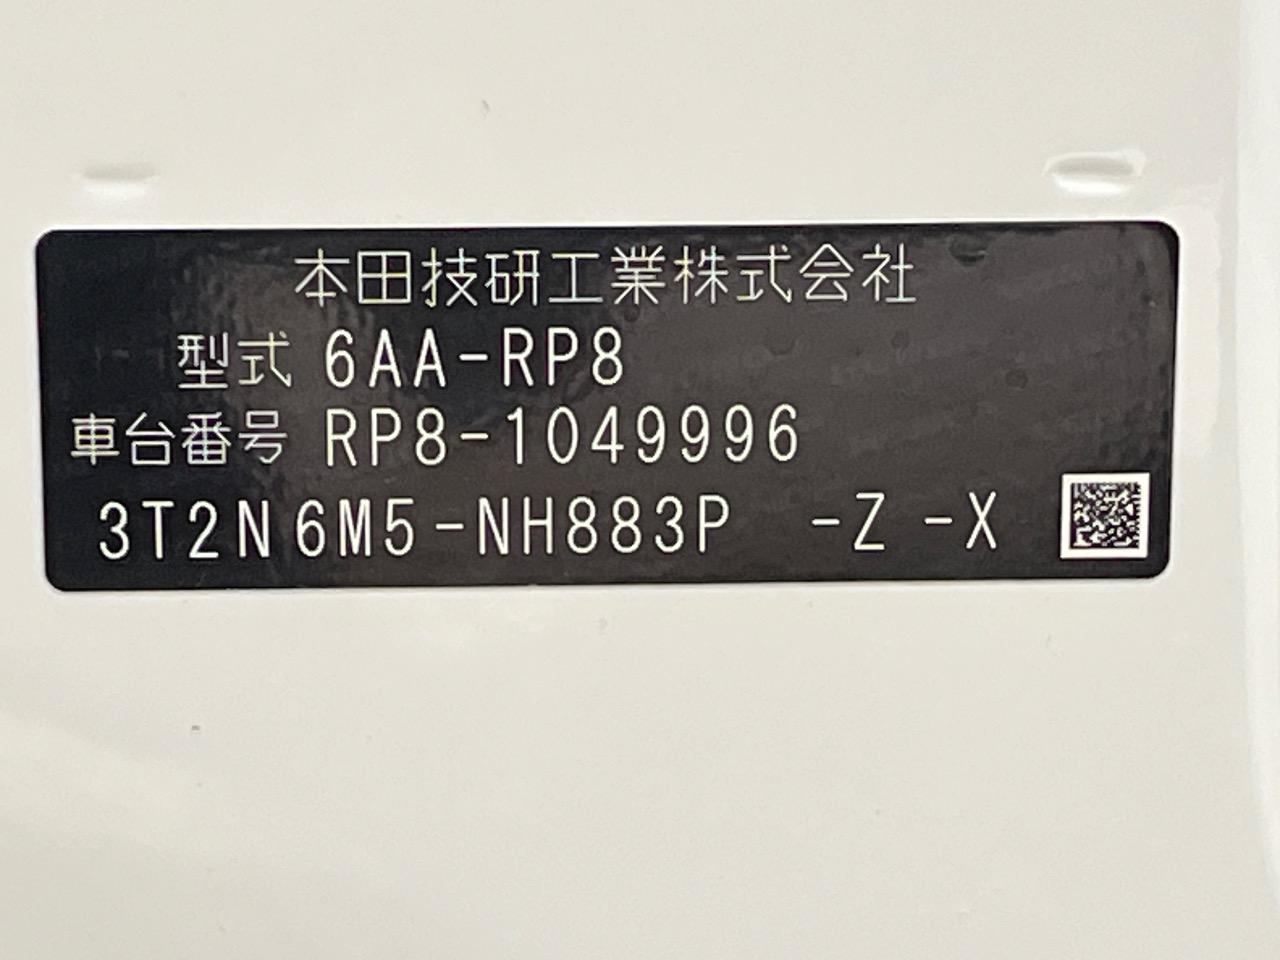 本田技研工業株式会社
型式 6AA-RP8
車台番号 RP8-1049996
3T2N6M5-NH883P -Z -X